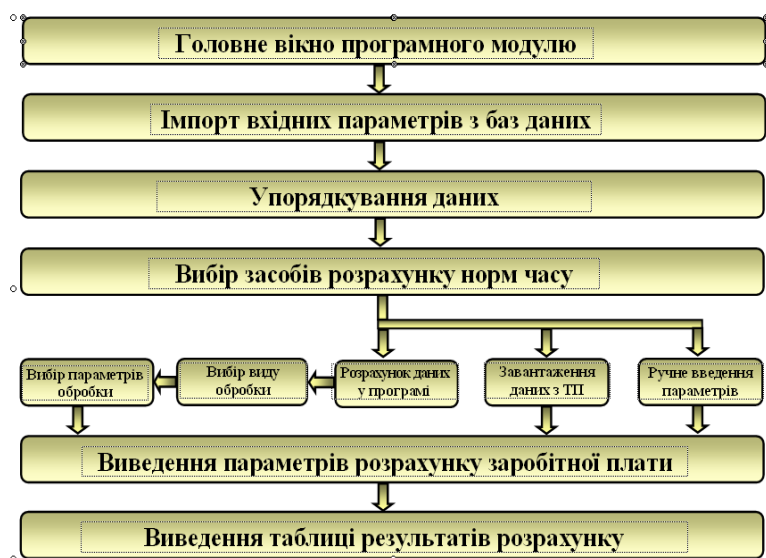 Головне вікно програмного модулю
Імпорт вхідних параметрів з баз даних
Упорядкування даних
Вибір засобів розрахунку норм часу
Вибір параметрів
обробки
Вибір виду
обробки
Розрахунок даних
у програмі
Завантаження
даних з ТП
Ручне введення
параметрів
Виведення параметрів розрахунку заробітної плати
Виведення таблиці результатів розрахунку